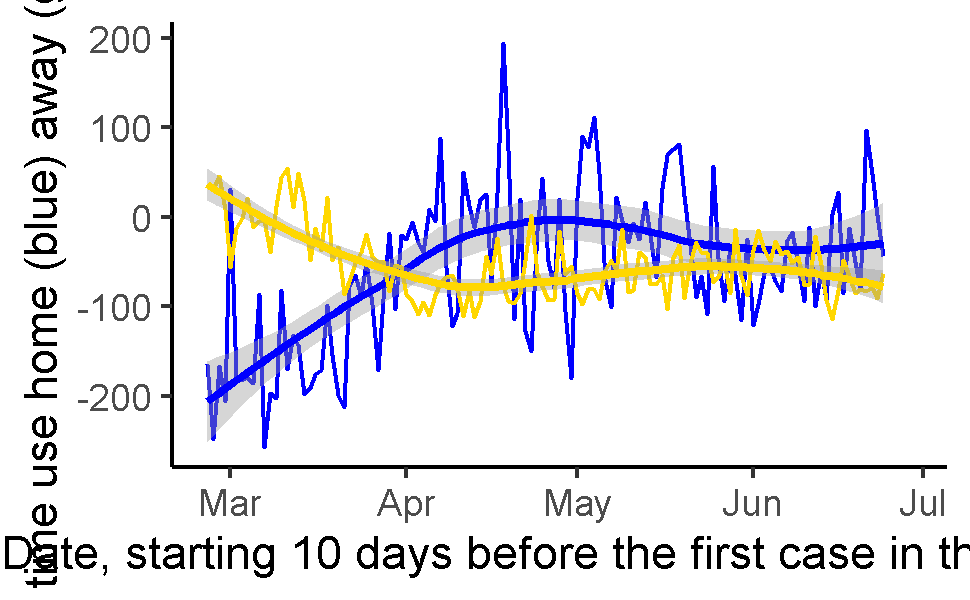 time use home (blue) away (
200
100
0
-100
-200
Mar Apr May Jun Jul
Date, starting 10 days before the first case in th